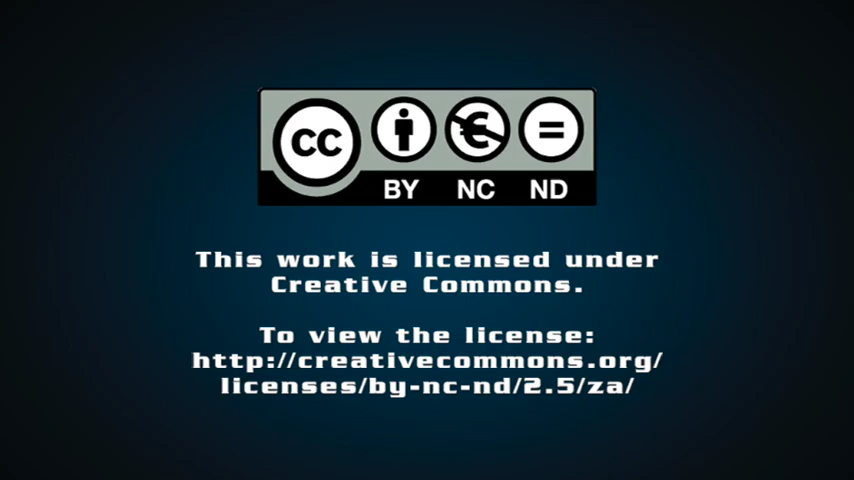 CC
BY NC ND
This work is licensed under
Creative Commons.
To view the license:
http://creativecommons.org/
licenses/by-nc-nd/2.5/za/